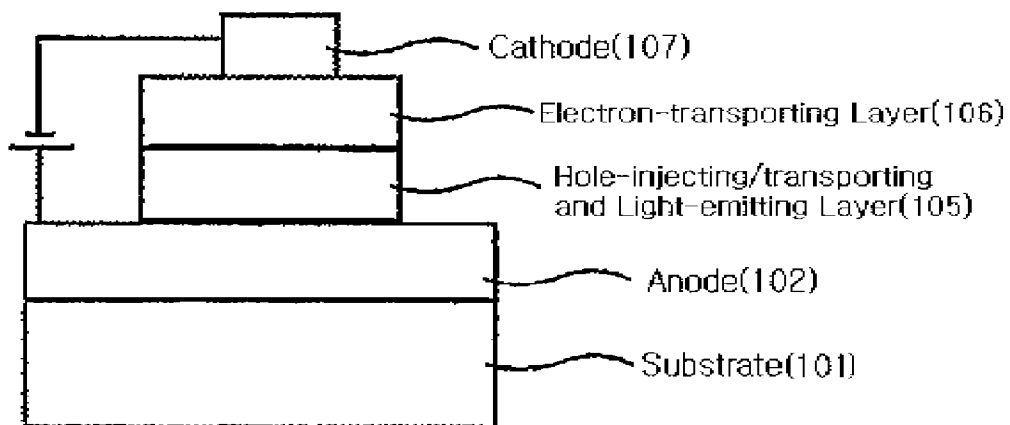 Cathode(107)
Electron-transporting Layer(106)
Hole-injecting/transporting
and Light-emitting Layer(105)
Anode(102)
Substrate(101)